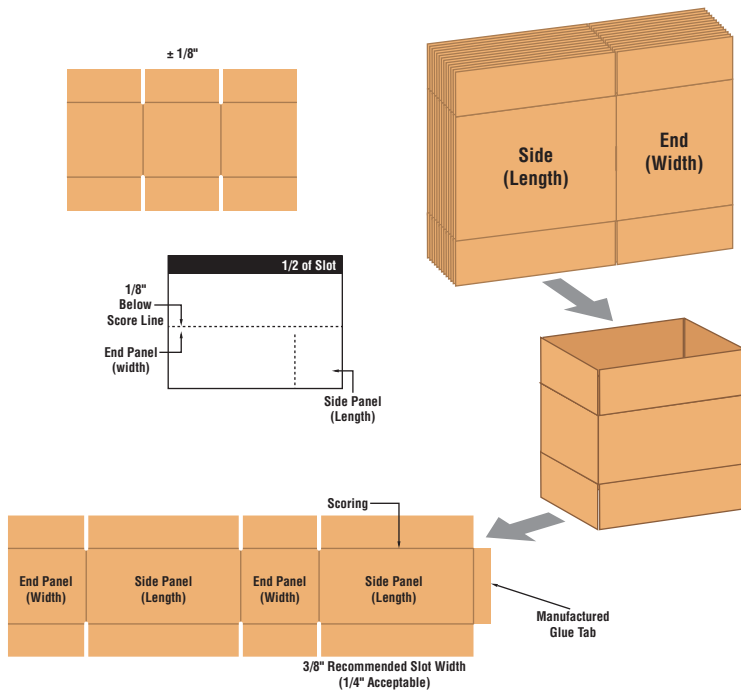 ± 1/8"
Side
(Length)
End
(Width)
1/2 of Slot
1/8"
Below
Score Line
End Panel
(width)
Side Panel
(Length)
Scoring
End Panel
(Width)
Side Panel
(Length)
End Panel
(Width)
Side Panel
(Length)
Manufactured
Glue Tab
3/8" Recommended Slot Width
(1/4" Acceptable)